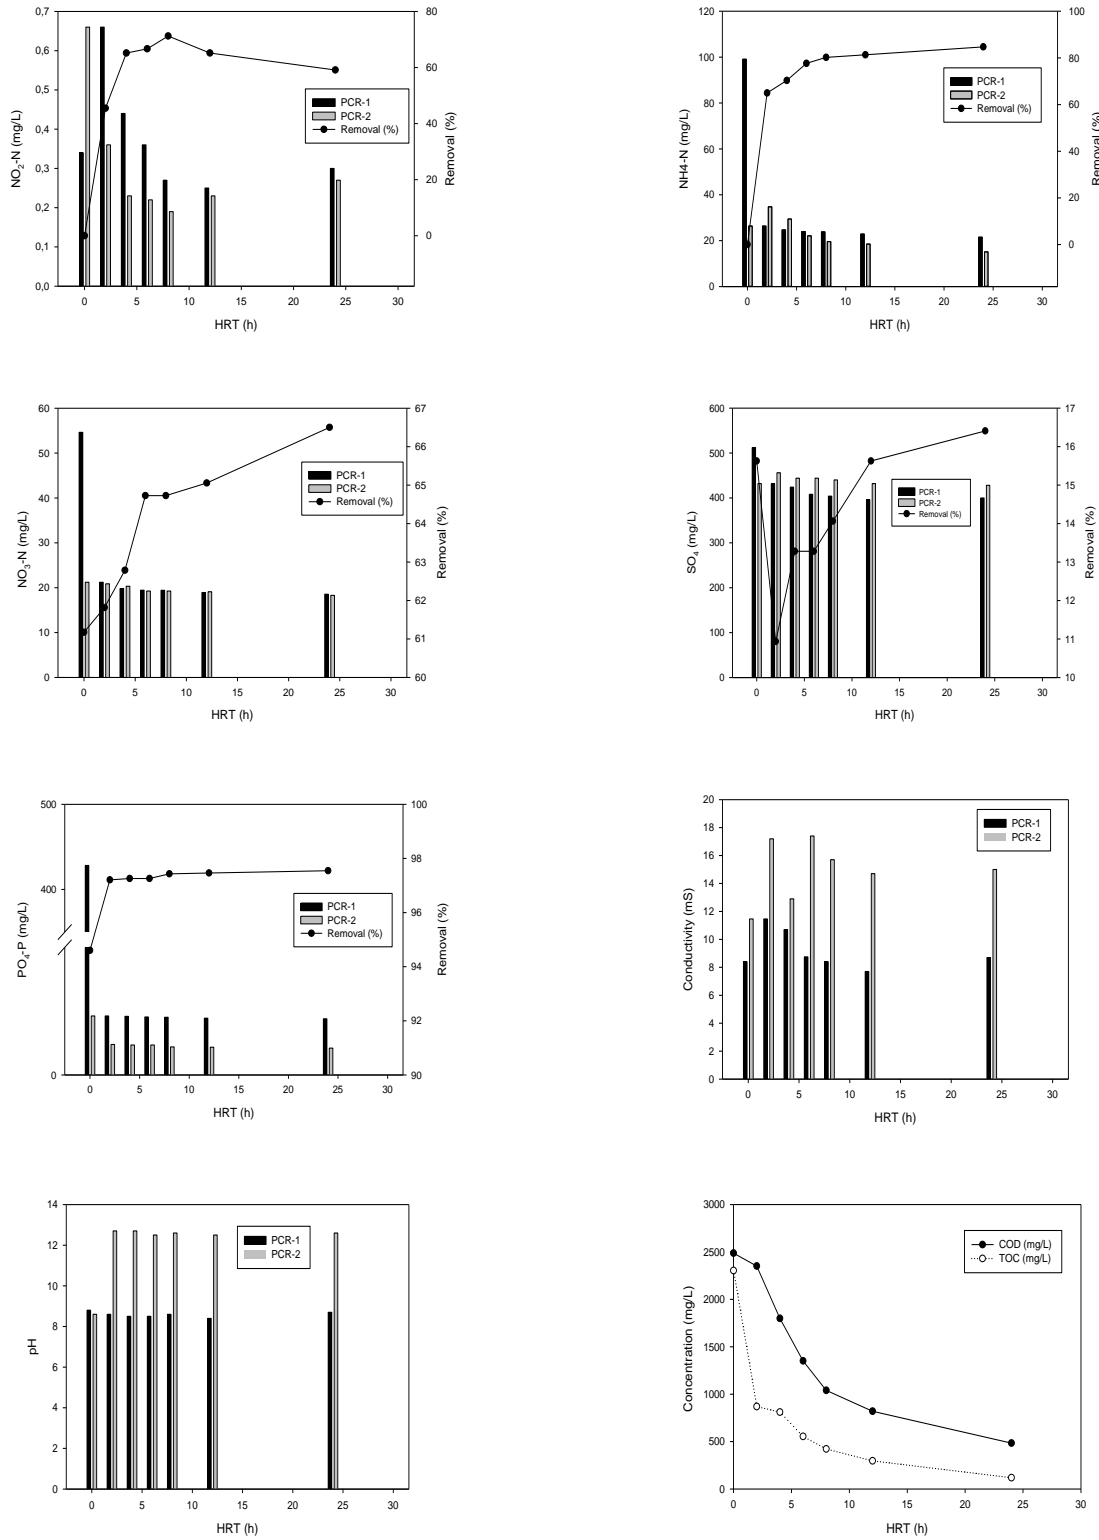 NO2-N (mg/L)
0,7
0,6
0,5
0,4
0,3
0,2
0,1
0,0
80
60
40
20
0
Removal (%)
PCR-1
PCR-2
Removal (%)
0 5 10 15 20 25 30
HRT (h)
NH4-N (mg/L)
120
100
80
60
40
20
0
100
80
60
40
20
0
Removal (%)
PCR-1
PCR-2
Removal (%)
0 5 10 15 20 25 30
HRT (h)
NO3-N (mg/L)
60
50
40
30
20
10
0
67
66
65
64
63
62
61
60
Removal (%)
PCR-1
PCR-2
Removal (%)
0 5 10 15 20 25 30
HRT (h)
SO4 (mg/L)
600
500
400
300
200
100
0
17
16
15
14
13
12
11
10
Removal (%)
PCR-1
PCR-2
Removal (%)
0 5 10 15 20 25 30
HRT (h)
PO4-P (mg/L)
500
400
0
100
98
96
94
92
90
Removal (%)
PCR-1
PCR-2
Removal (%)
0 5 10 15 20 25 30
HRT (h)
Conductivity (mS)
20
18
16
14
12
10
8
6
4
2
0
PCR-1
PCR-2
0 5 10 15 20 25 30
HRT (h)
pH
14
12
10
8
6
4
2
0
PCR-1
PCR-2
0 5 10 15 20 25 30
HRT (h)
Concentration (mg/L)
3000
2500
2000
1500
1000
500
0
COD (mg/L)
TOC (mg/L)
0 5 10 15 20 25 30
HRT (h)